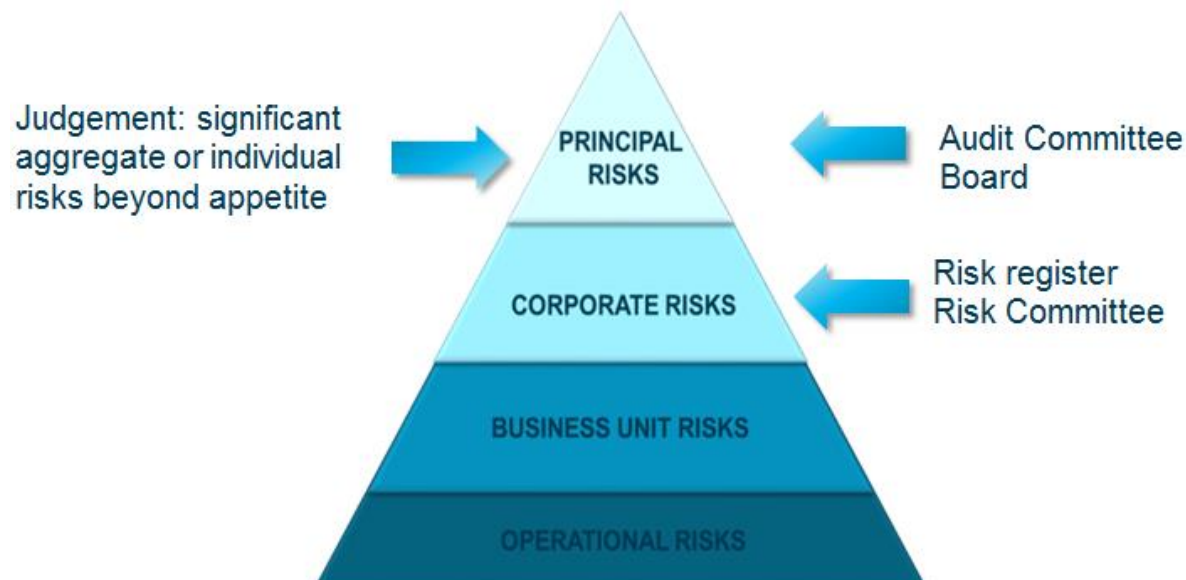 Judgement: significant
aggregate or individual
risks beyond appetite
PRINCIPAL
RISKS
Audit Committee
Board
CORPORATE RISKS
Risk register
Risk Committee
BUSINESS UNIT RISKS
OPERATIONAL RISKS